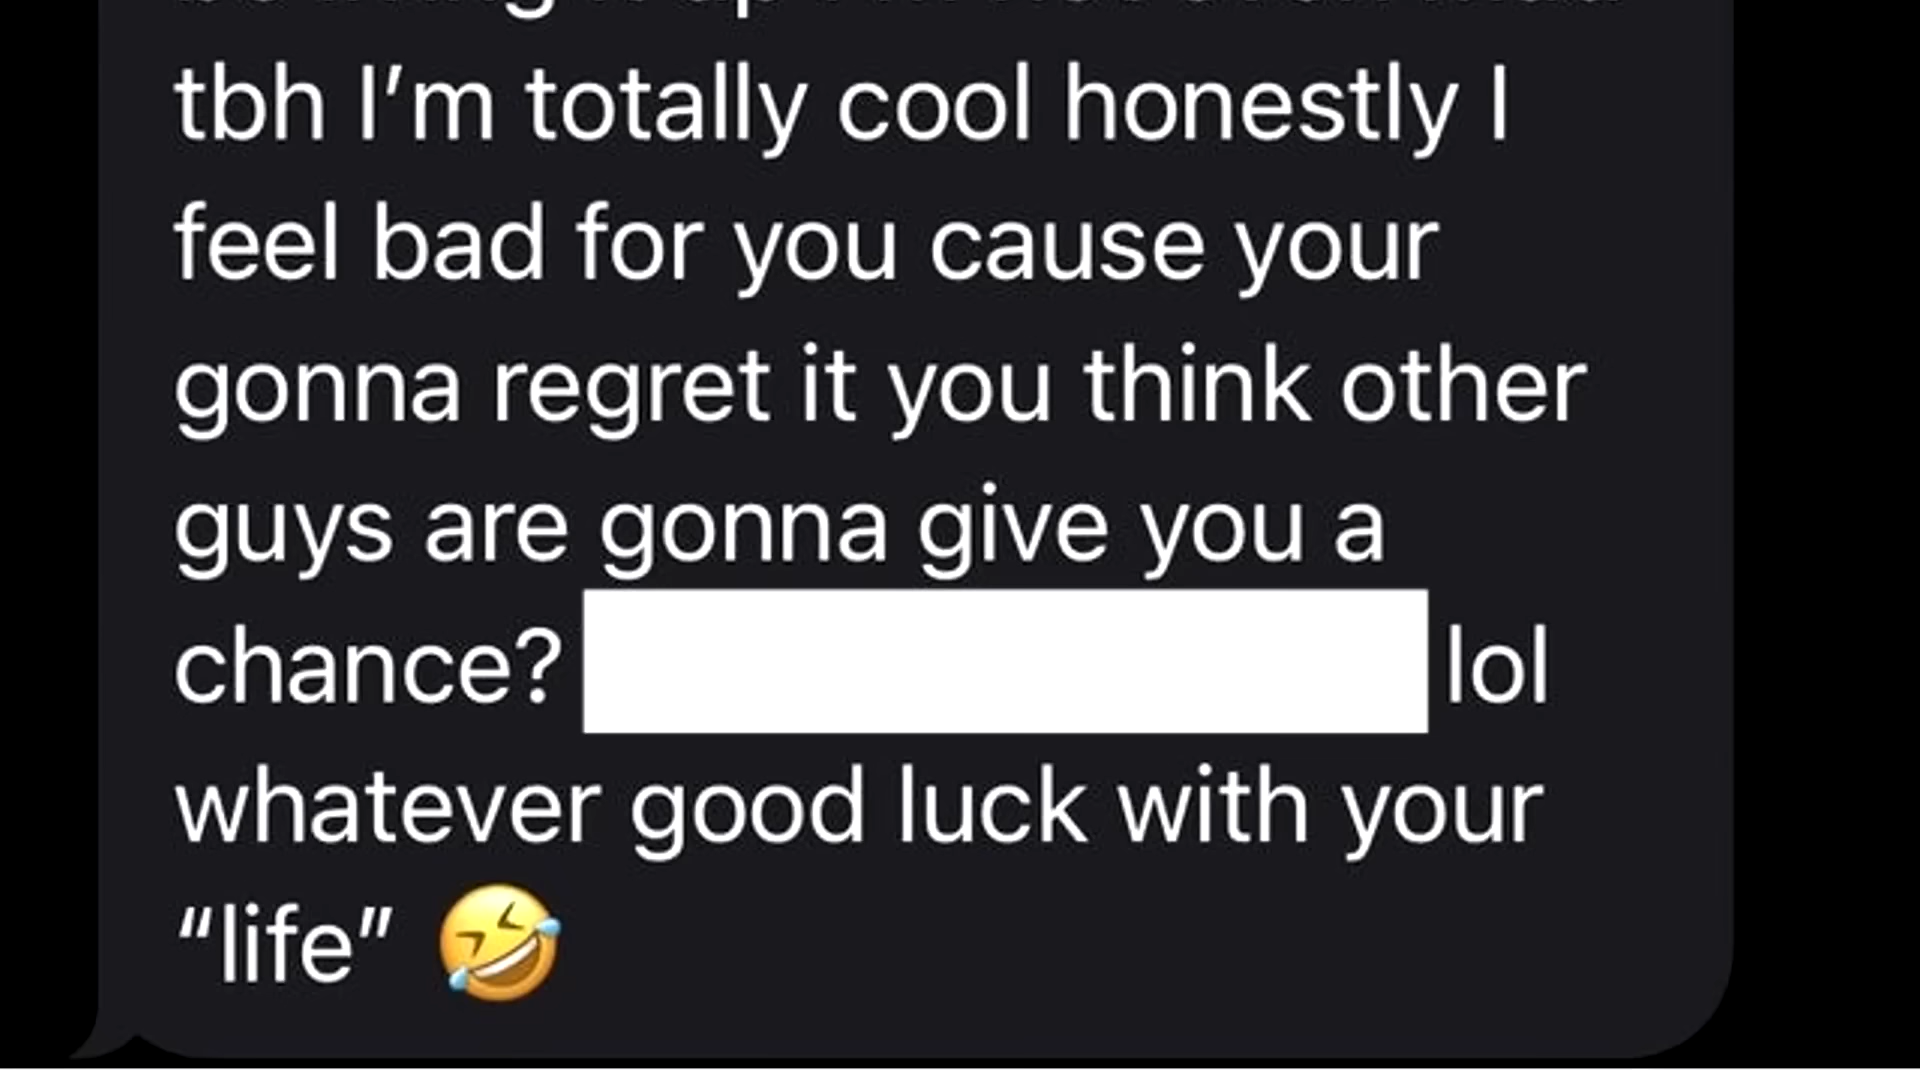 tbh I’m totally cool honestly I
feel bad for you cause your
gonna regret it you think other
guys are gonna give you a
chance? lol
whatever good luck with your
“life” 🤣